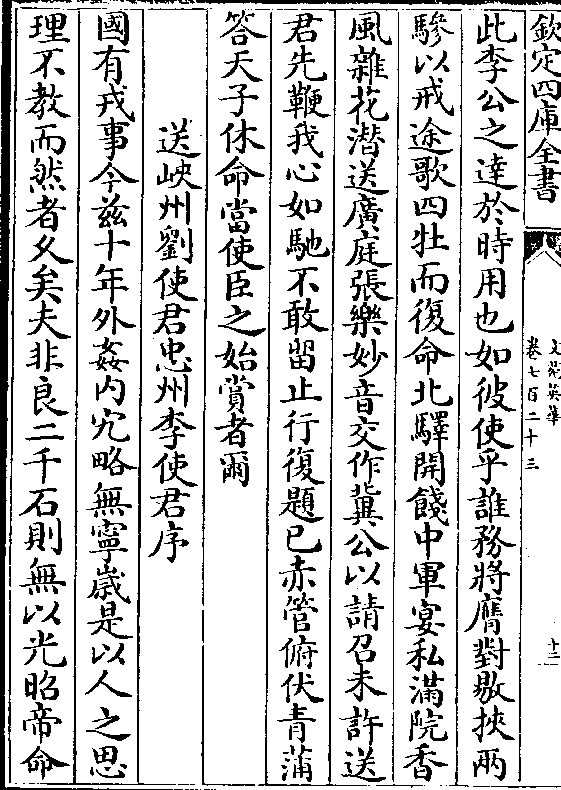 欽定四庫全書
文苑英華
卷七百二十三
十二
此李公之達於時用也如彼使乎誰務將膺對敭挾兩
驂以戒途歌四牡而復命北驛開餞中軍宴私滿院香
風雜花潛送廣庭張樂妙音交作冀公以請召未許送
君先鞭我心如馳不敢留止行復題已赤管俯伏青蒲
答天子休命當使臣之始賞者爾
送峽州劉使君忠州李使君序
國有戎事今兹十年外姦内宄略無寧歳是以人之思
理不教而然者久矣夫非良二千石則無以光昭帝命